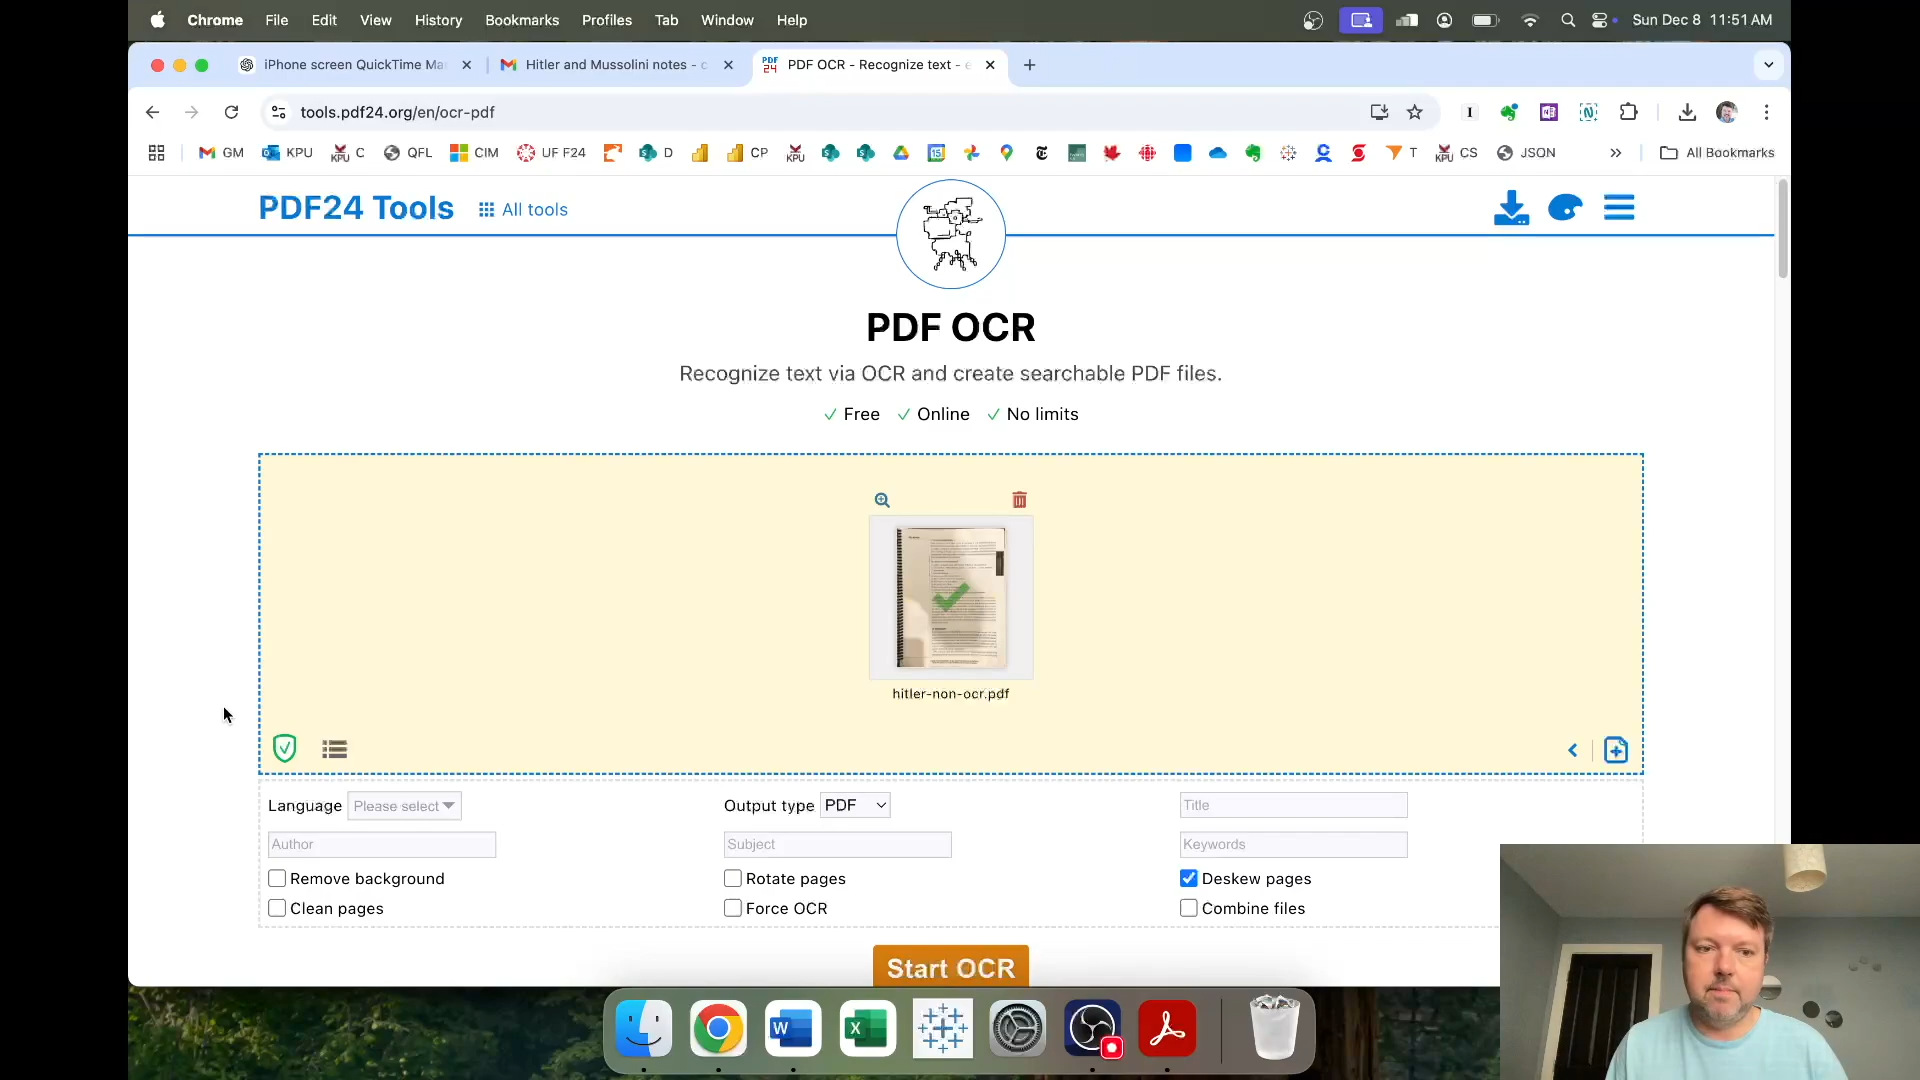 Chrome File Edit View History Bookmarks Profiles Tab Window Help
Sun Dec 8 11:51 AM
iPhone screen QuickTime Ma
Hitler and Mussolini notes - c
PDF OCR - Recognize text - e
tools.pdf24.org/en/ocr-pdf
GM KPU C QFL CIM UF F24 D CP T CS JSON All Bookmarks
PDF24 Tools All tools
PDF OCR
Recognize text via OCR and create searchable PDF files.
Free Online No limits
hitler-non-ocr.pdf
Language Please select Output type PDF Title
Author Subject Keywords
Remove background Rotate pages Deskew pages
Clean pages Force OCR Combine files
Start OCR